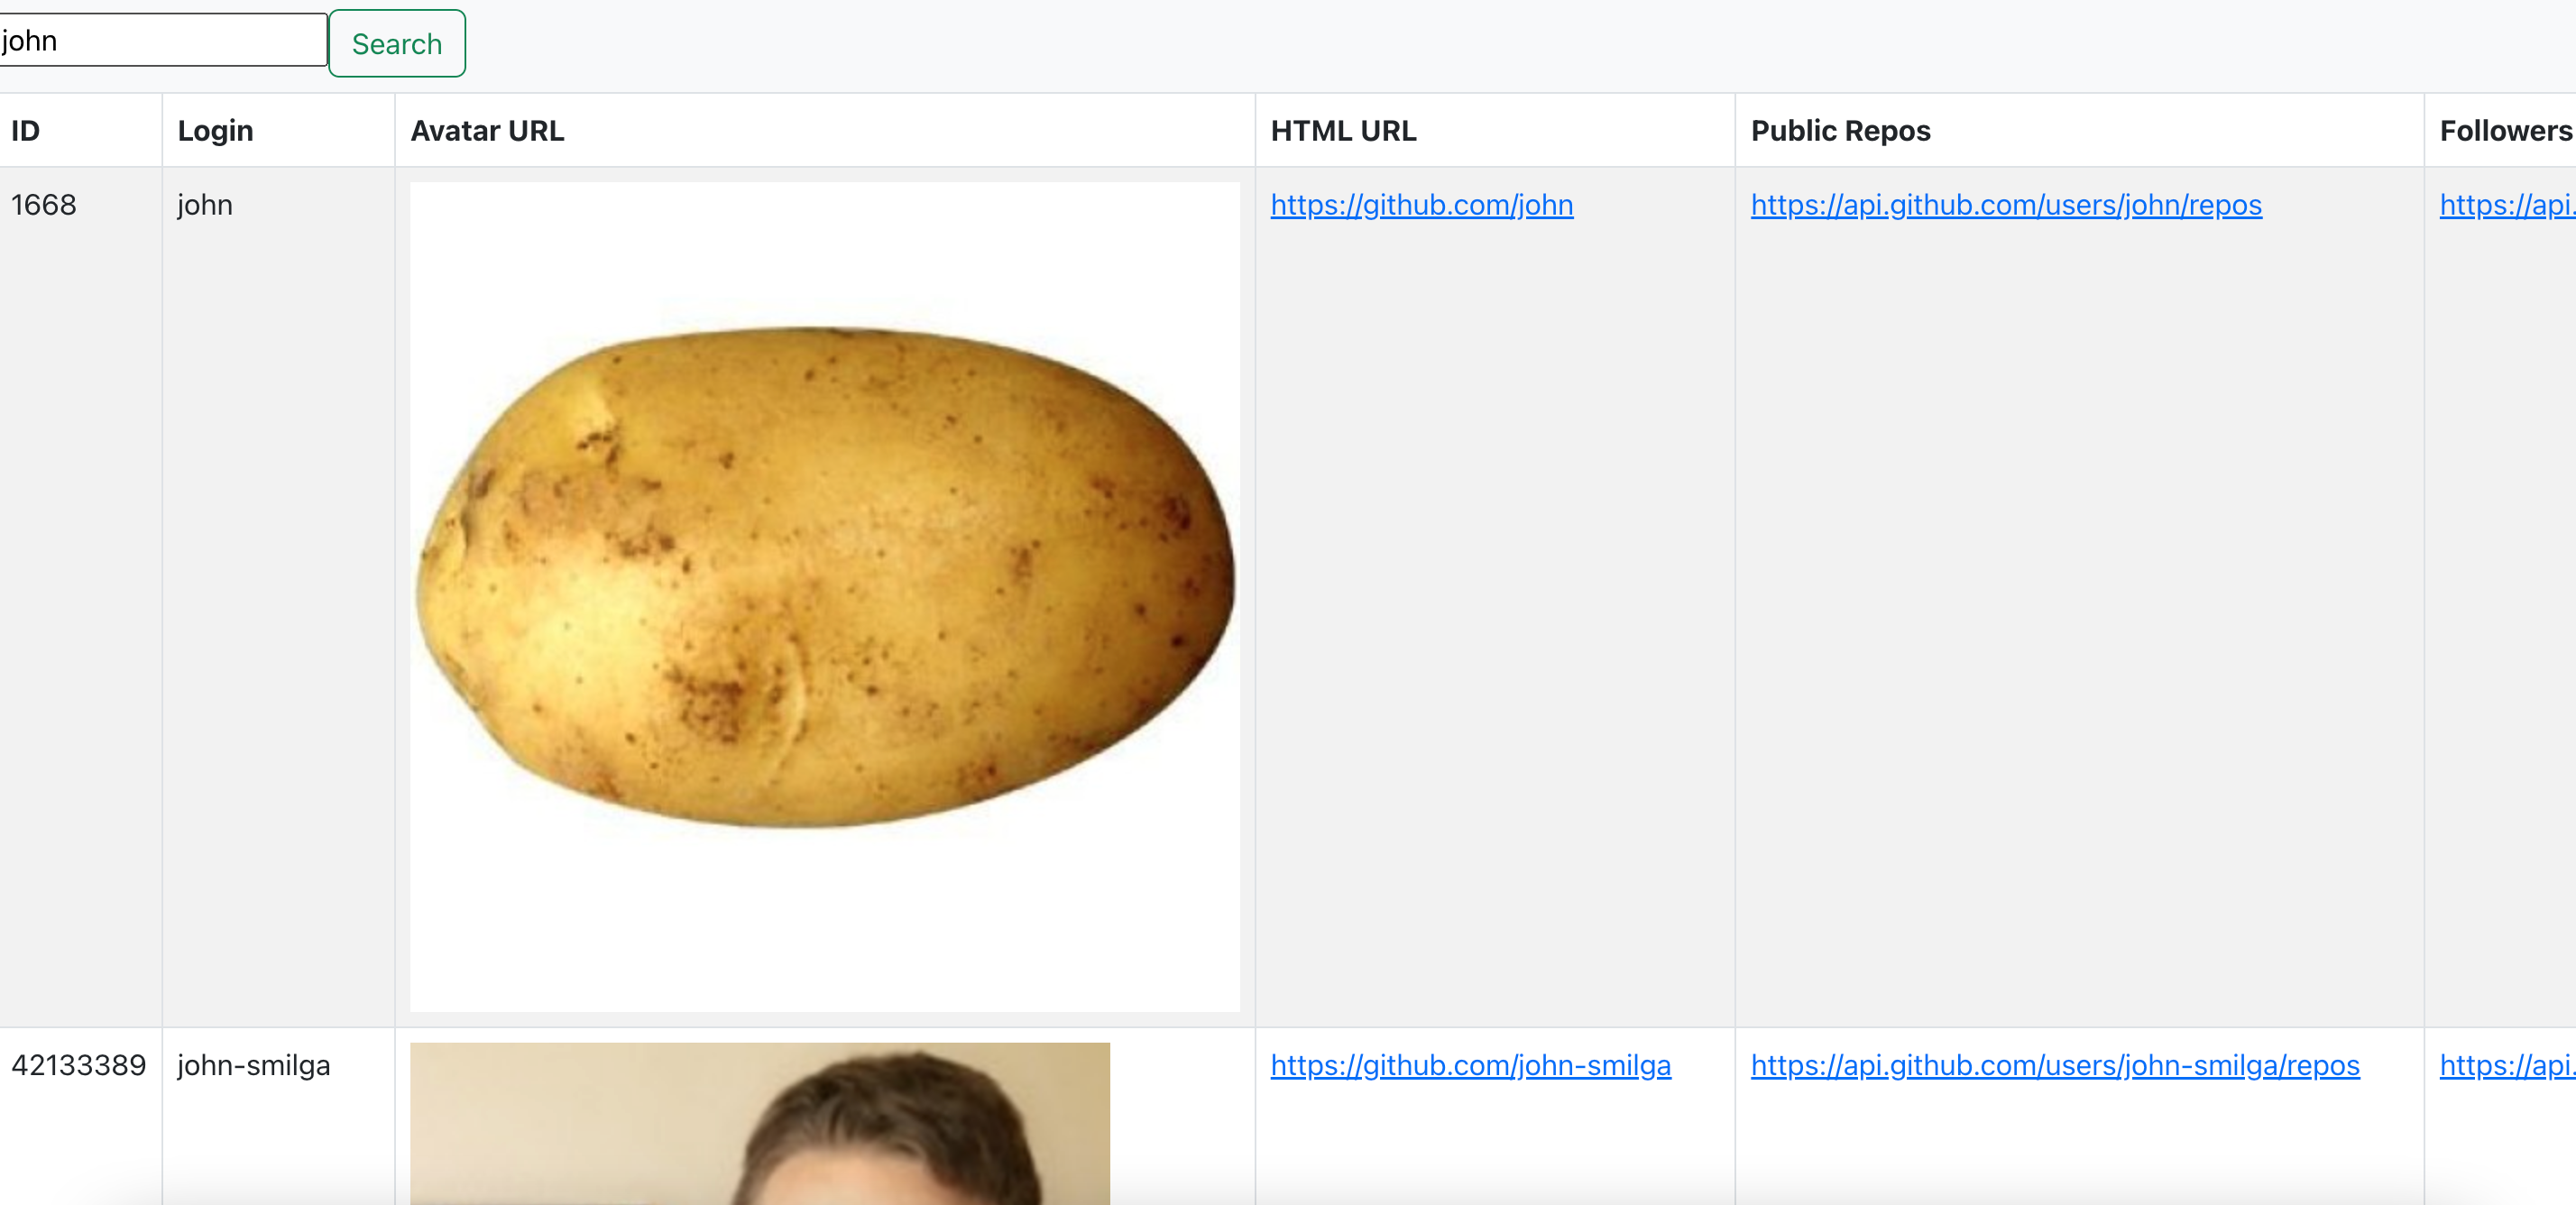 john Search
ID Login Avatar URL HTML URL Public Repos Followers
1668 john https://github.com/john https://api.github.com/users/john/repos https://api.
42133389 john-smilga https://github.com/john-smilga https://api.github.com/users/john-smilga/repos https://api.